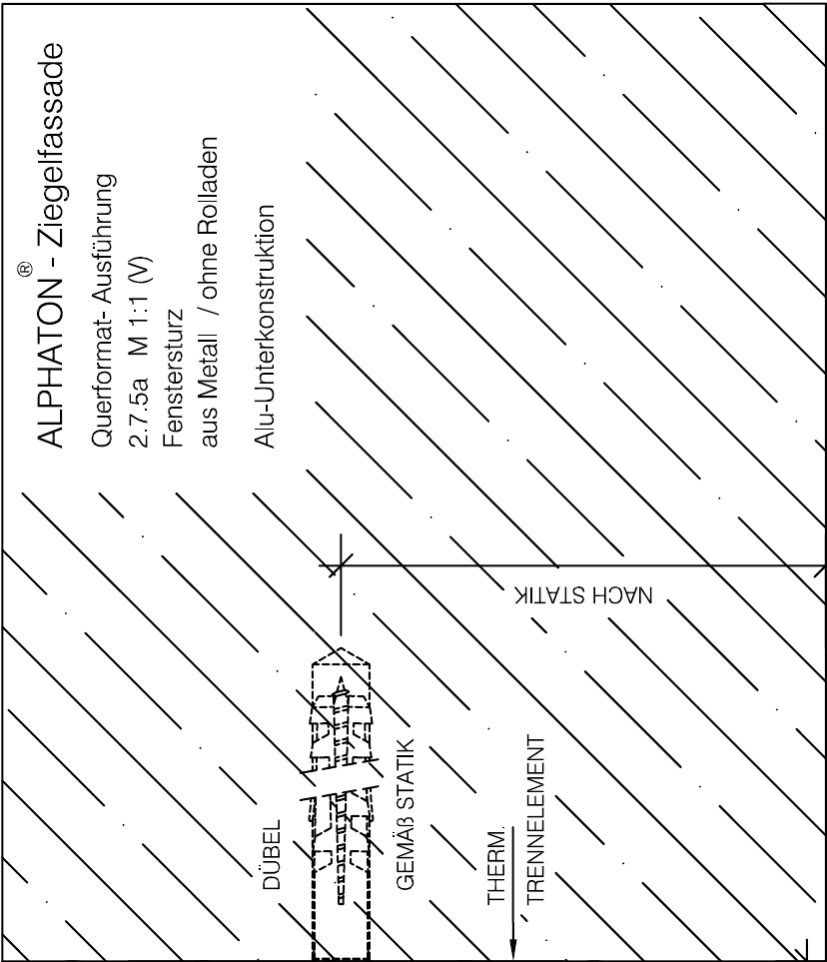 ALPHATON® - Ziegelfassade
Querformat- Ausführung
2.7.5a M 1:1 (V)
Fenstersturz
aus Metall / ohne Rolladen
Alu-Unterkonstruktion
DÜBEL
GEMÄß STATIK
THERM.
TRENNELEMENT
NACH STATIK